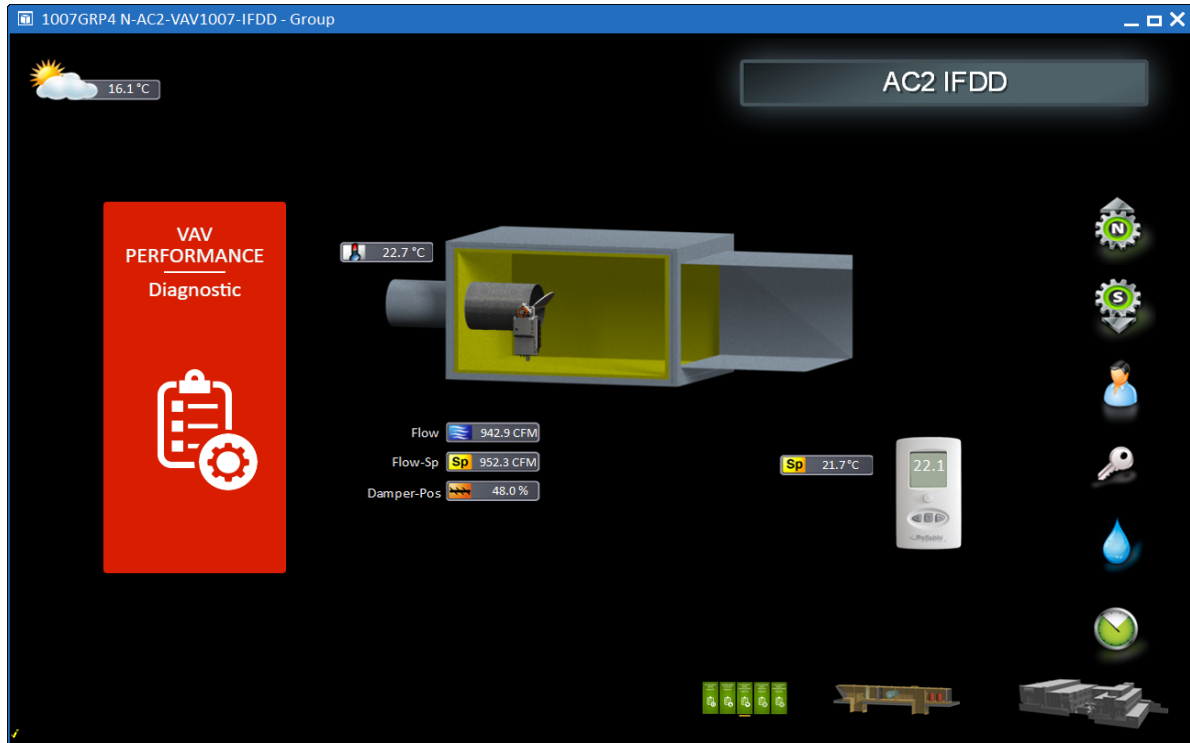 1007GRP4 N-AC2-VAV1007-IFDD - Group
16.1 °C
AC2 IFDD
VAV
PERFORMANCE
Diagnostic
22.7 °C
N
S
Flow 942.9 CFM
Flow-Sp Sp 952.3 CFM
Damper-Pos 48.0 %
Sp 21.7°C
22.1
Reliable